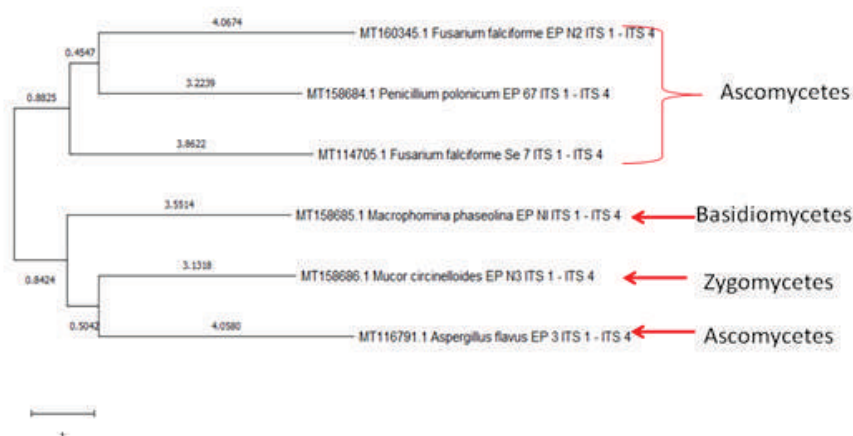 4.0674
MT160345.1 Fusarium falciforme EP N2 ITS 1 - ITS 4
0.4547
3.2239
MT158684.1 Penicillium polonicum EP 67 ITS 1 - ITS 4
Ascomycetes
0.8825
3.8622
MT114705.1 Fusarium falciforme Se 7 ITS 1 - ITS 4
3.5514
MT158685.1 Macrophomina phaseolina EP NI ITS 1 - ITS 4
Basidiomycetes
3.1318
MT158686.1 Mucor circinelloides EP N3 ITS 1 - ITS 4
Zygomycetes
0.8424
0.5042
4.0580
MT116791.1 Aspergillus flavus EP 3 ITS 1 - ITS 4
Ascomycetes